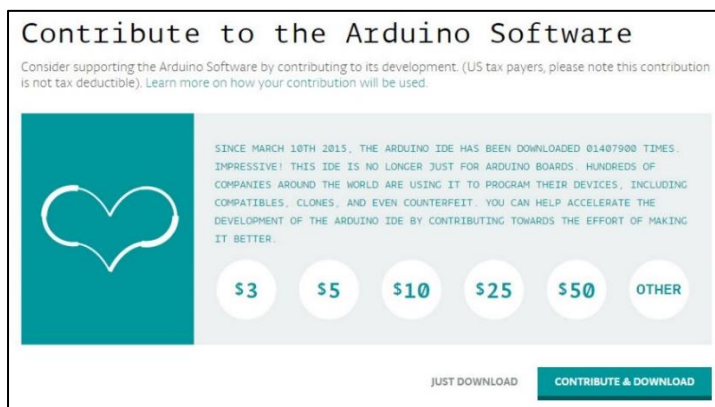 Contribute to the Arduino Software
Consider supporting the Arduino Software by contributing to its development. (US tax payers, please note this contribution
is not tax deductible). Learn more on how your contribution will be used.
SINCE MARCH 10TH 2015, THE ARDUINO IDE HAS BEEN DOWNLOADED 01407900 TIMES.
IMPRESSIVE! THIS IDE IS NO LONGER JUST FOR ARDUINO BOARDS. HUNDREDS OF
COMPANIES AROUND THE WORLD ARE USING IT TO PROGRAM THEIR DEVICES, INCLUDING
COMPATIBLES, CLONES, AND EVEN COUNTERFEIT. YOU CAN HELP ACCELERATE THE
DEVELOPMENT OF THE ARDUINO IDE BY CONTRIBUTING TOWARDS THE EFFORT OF MAKING
IT BETTER.
$3 $5 $10 $25 $50 OTHER
JUST DOWNLOAD CONTRIBUTE & DOWNLOAD